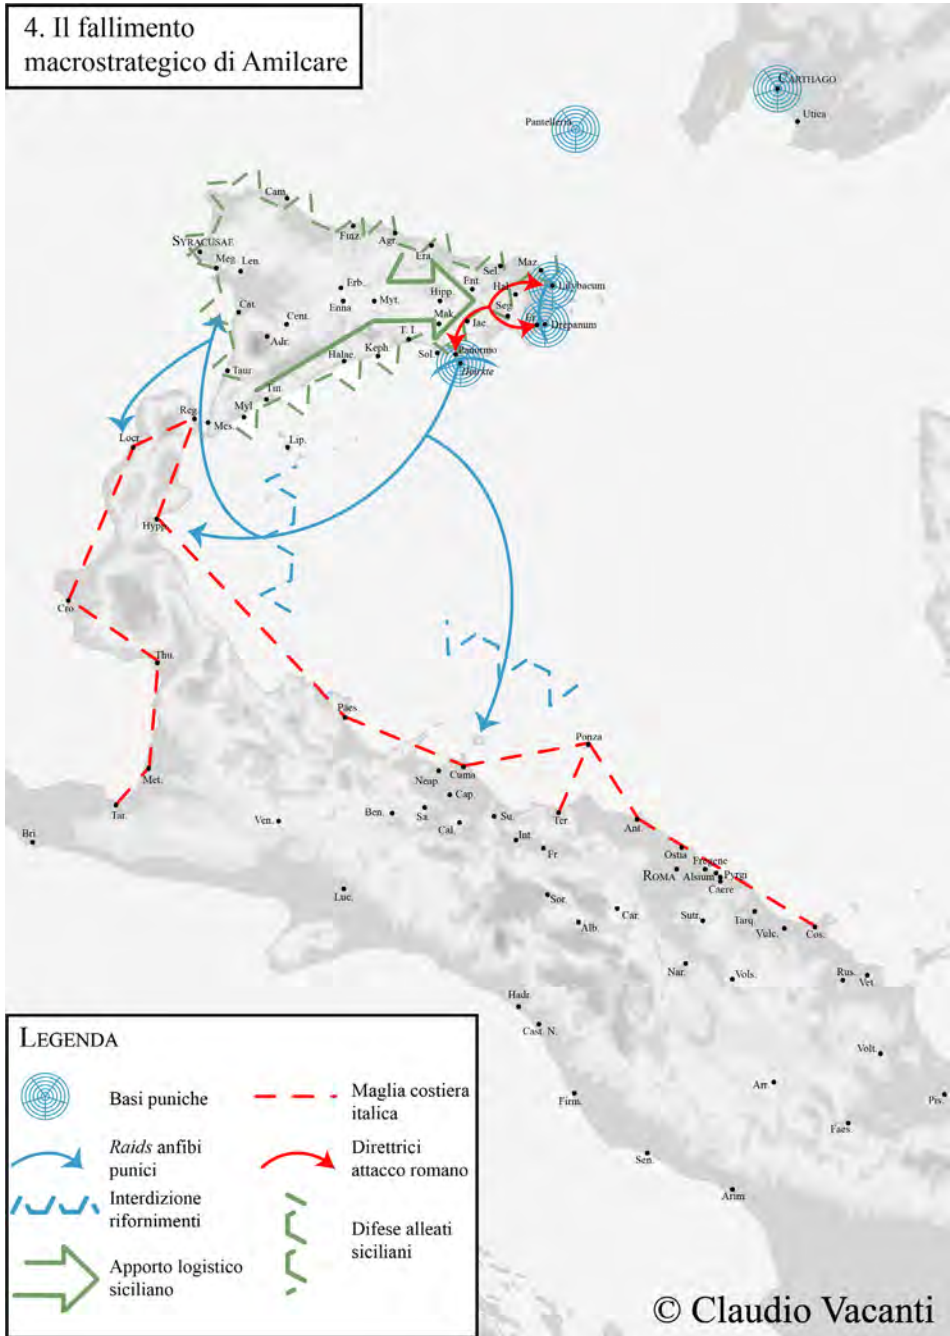 4. Il fallimento
macrostrategico di Amilcare
CARTHAGO
Utica
Pantelleria
Cam.
SYRACUSAE
Meg.
Len.
Fniz.
Agr.
Era.
Sel.
Maz.
Erb.
Ent.
Hal.
Lilybaeum
Cat.
Enna
Myt.
Hipp.
Seg.
Er.
Drepanum
Cent.
Mak.
Iae.
Adr.
T. I.
Halae.
Keph.
Sol.
Panormo
Heirkte
Taur.
Tin.
Reg.
Mes.
Myl.
Locr.
Lip.
Hypp.
Cro.
Thu.
Paes.
Ponza
Met.
Neap.
Cuma
Cap.
Tar.
Ven.
Ben.
Sa.
Su.
Ter.
Cal.
Ant.
Bri.
Int.
Fr.
Ostia
Fregene
ROMA
Alsium
Pyrgi
Caere
Luc.
Sor.
Car.
Sutr.
Tarq.
Alb.
Vulc.
Cos.
Nar.
Vols.
Rus.
Vet.
Hadr.
Cast. N.
Volt.
Arr.
Firm.
Pis.
Faes.
Sen.
Arim.
LEGENDA
Basi puniche
Maglia costiera
italica
Raids anfibi
punici
Direttrici
attacco romano
Interdizione
rifornimenti
Difese alleati
siciliani
Apporto logistico
siciliano
© Claudio Vacanti